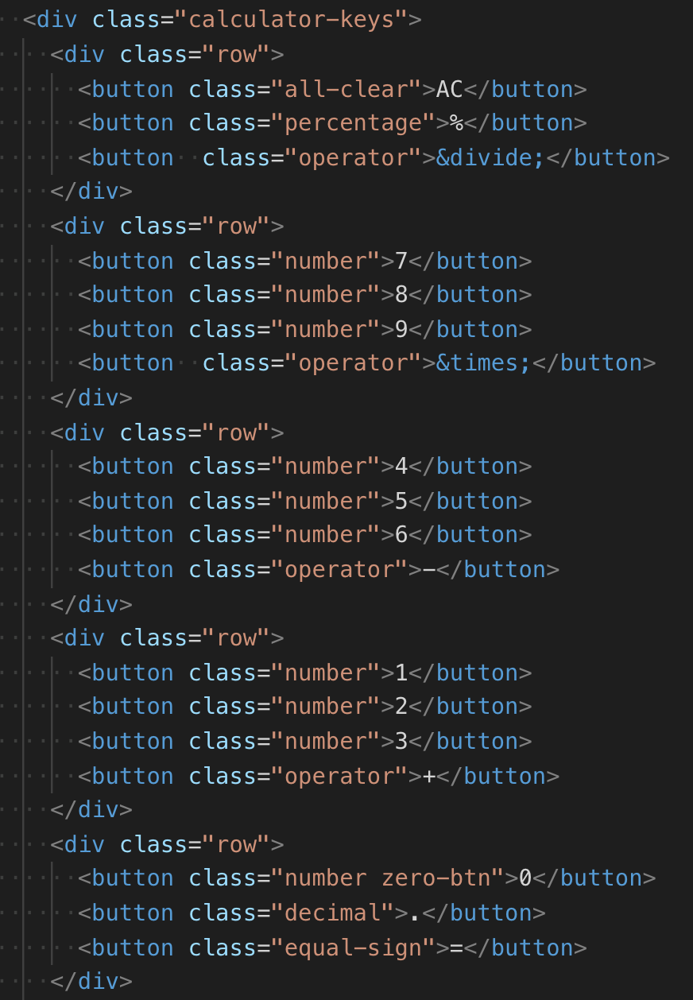 <div class="calculator-keys">
<div class="row">
<button class="all-clear">AC</button>
<button class="percentage">%</button>
<button  class="operator">&divide;</button>
</div>
<div class="row">
<button class="number">7</button>
<button class="number">8</button>
<button class="number">9</button>
<button  class="operator">&times;</button>
</div>
<div class="row">
<button class="number">4</button>
<button class="number">5</button>
<button class="number">6</button>
<button class="operator">-</button>
</div>
<div class="row">
<button class="number">1</button>
<button class="number">2</button>
<button class="number">3</button>
<button class="operator">+</button>
</div>
<div class="row">
<button class="number zero-btn">0</button>
<button class="decimal">.</button>
<button class="equal-sign">=</button>
</div>